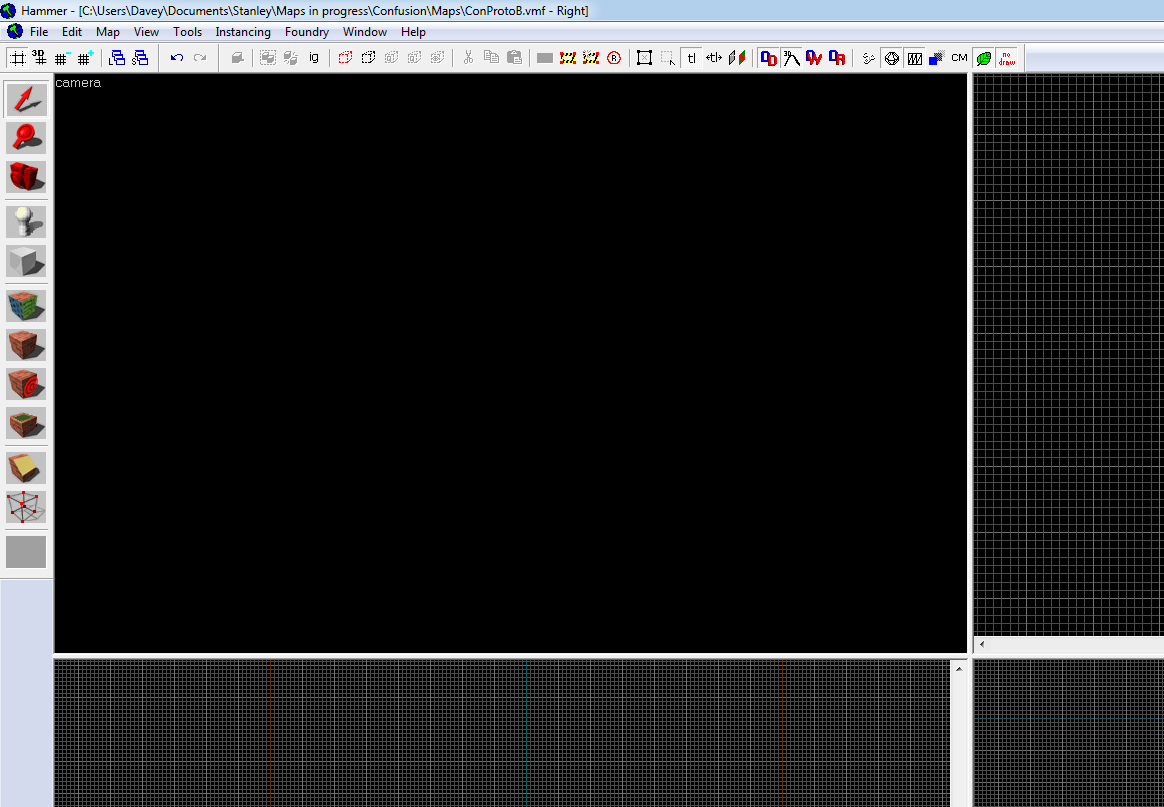 Hammer - [C:\Users\Davey\Documents\Stanley\Maps in progress\Confusion\Maps\ConProtoB.vmf - Right]
File Edit Map View Tools Instancing Foundry Window Help
3D ig tl +tl+ CM no draw
camera